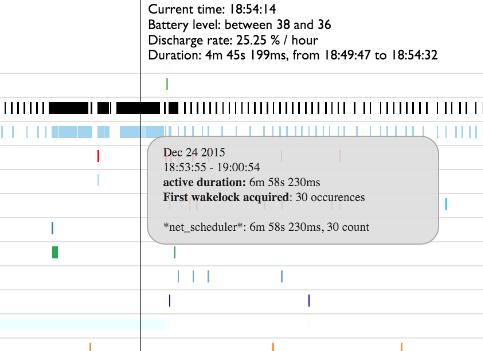 Current time: 18:54:14
Battery level: between 38 and 36
Discharge rate: 25.25 % / hour
Duration: 4m 45s 199ms, from 18:49:47 to 18:54:32
Dec 24 2015
18:53:55 - 19:00:54
active duration: 6m 58s 230ms
First wakelock acquired: 30 occurences
*net_scheduler*: 6m 58s 230ms, 30 count